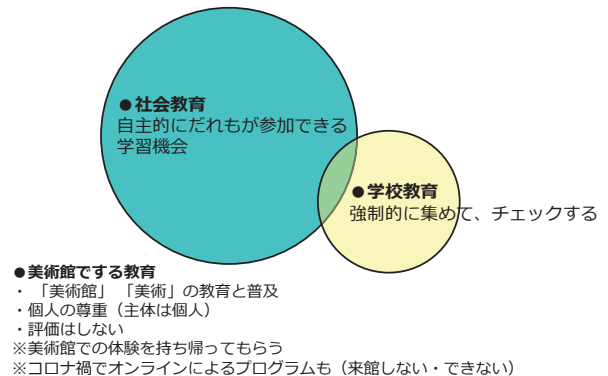 ●社会教育
自主的にだれもが参加できる
学習機会
●学校教育
強制的に集めて、チェックする
●美術館でする教育
・「美術館」「美術」の教育と普及
・個人の尊重（主体は個人）
・評価はしない
※美術館での体験を持ち帰ってもらう
※コロナ禍でオンラインによるプログラムも（来館しない・できない）